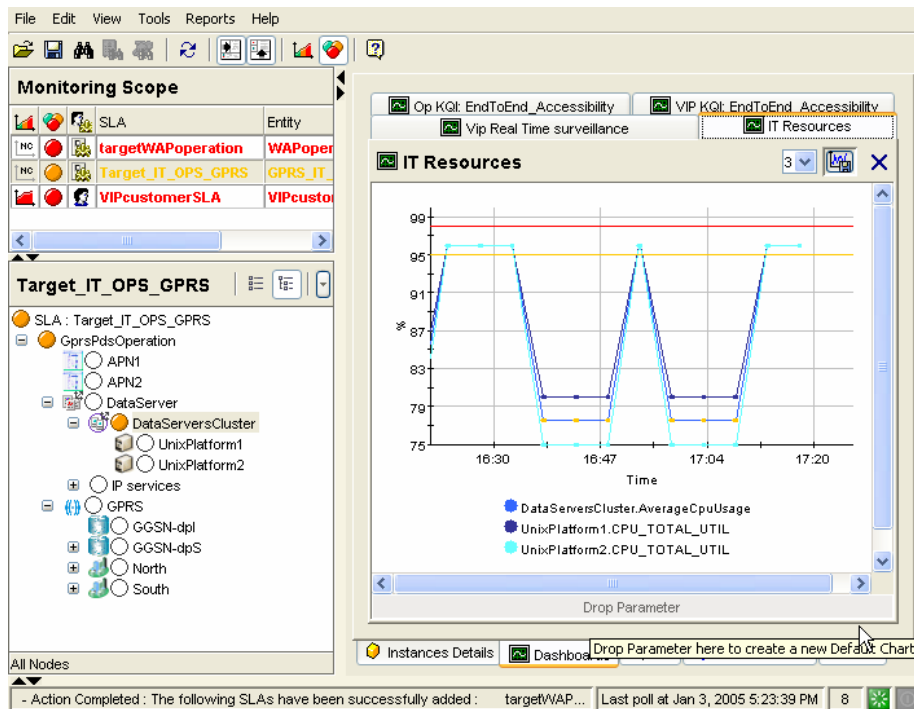 File Edit View Tools Reports Help
Monitoring Scope
SLA Entity
NC targetWAPoperation WAPoper
NC Target_IT_OPS_GPRS GPRS_IT_
VIPcustomerSLA VIPcusto
Target_IT_OPS_GPRS
SLA : Target_IT_OPS_GPRS
GprsPdsOperation
APN1
APN2
DataServer
DataServersCluster
UnixPlatform1
UnixPlatform2
IP services
GPRS
GGSN-dpI
GGSN-dpS
North
South
All Nodes
Op KQI: EndToEnd_Accessibility VIP KQI: EndToEnd_Accessibility
Vip Real Time surveillance IT Resources
IT Resources 3
99
95
91
%
87
83
79
75
16:30 16:47 17:04 17:20
Time
DataServersCluster.AverageCpuUsage
UnixPlatform1.CPU_TOTAL_UTIL
UnixPlatform2.CPU_TOTAL_UTIL
Drop Parameter
Instances Details Dashboards
Drop Parameter here to create a new Default Chart
- Action Completed : The following SLAs have been successfully added : targetWAP... Last poll at Jan 3, 2005 5:23:39 PM 8